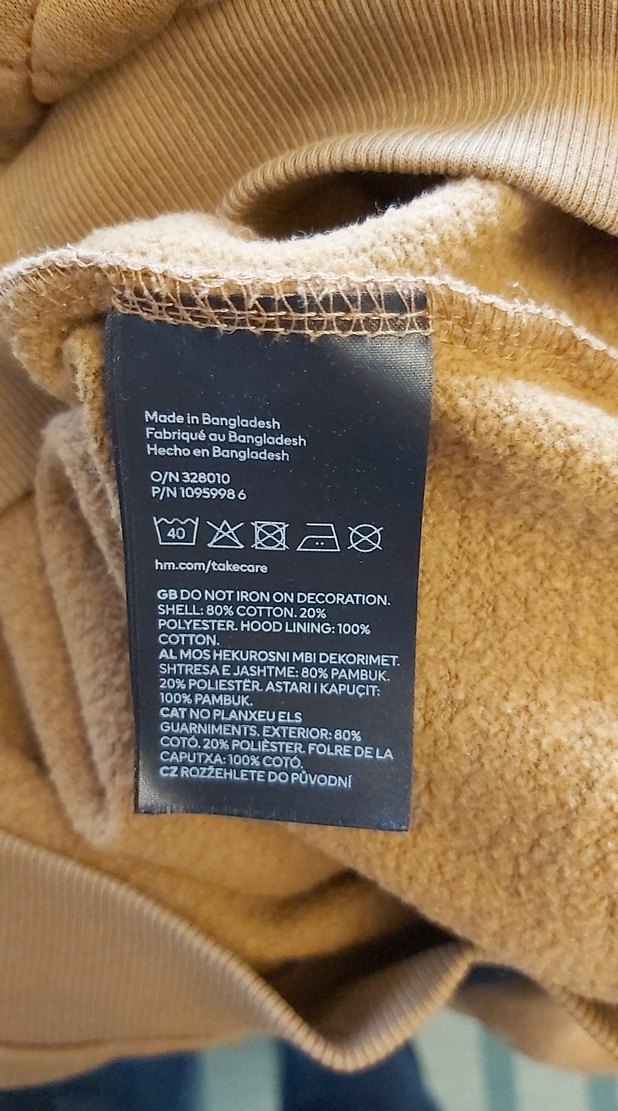 Made in Bangladesh
Fabriqué au Bangladesh
Hecho en Bangladesh
O/N 328010
P/N 1095998 6
40
hm.com/takecare
GB DO NOT IRON ON DECORATION.
SHELL: 80% COTTON. 20%
POLYESTER. HOOD LINING: 100%
COTTON.
AL MOS HEKUROSNI MBI DEKORIMET.
SHTRESA E JASHTME: 80% PAMBUK.
20% POLIESTËR. ASTARI I KAPUÇIT:
100% PAMBUK.
CAT NO PLANXEU ELS
GUARNIMENTS. EXTERIOR: 80%
COTÓ. 20% POLIÈSTER. FOLRE DE LA
CAPUTXA: 100% COTÓ.
CZ ROZŽEHLETE DO PŮVODNÍ